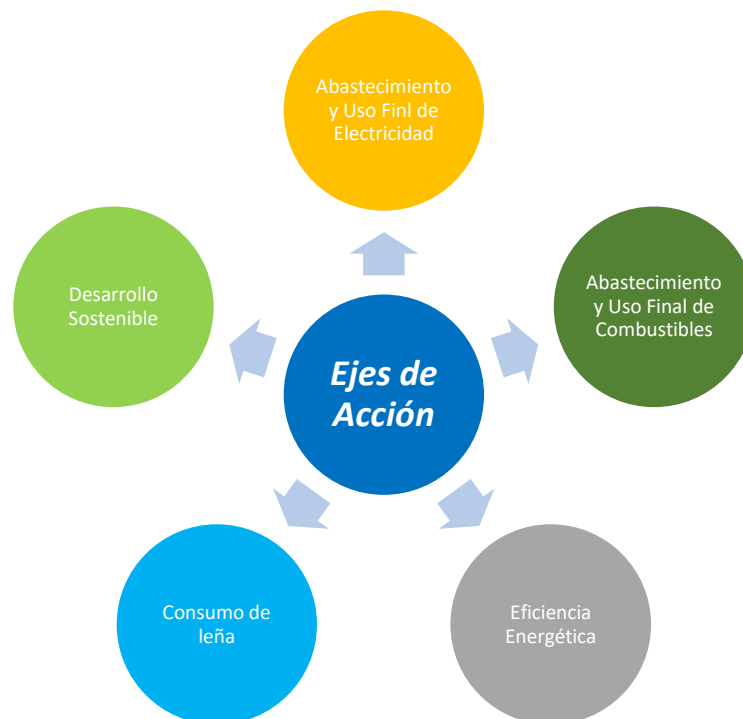 Abastecimiento
y Uso Finl de
Electricidad
Abastecimiento
y Uso Final de
Combustibles
Desarrollo
Sostenible
Ejes de
Acción
Consumo de
leña
Eficiencia
Energética